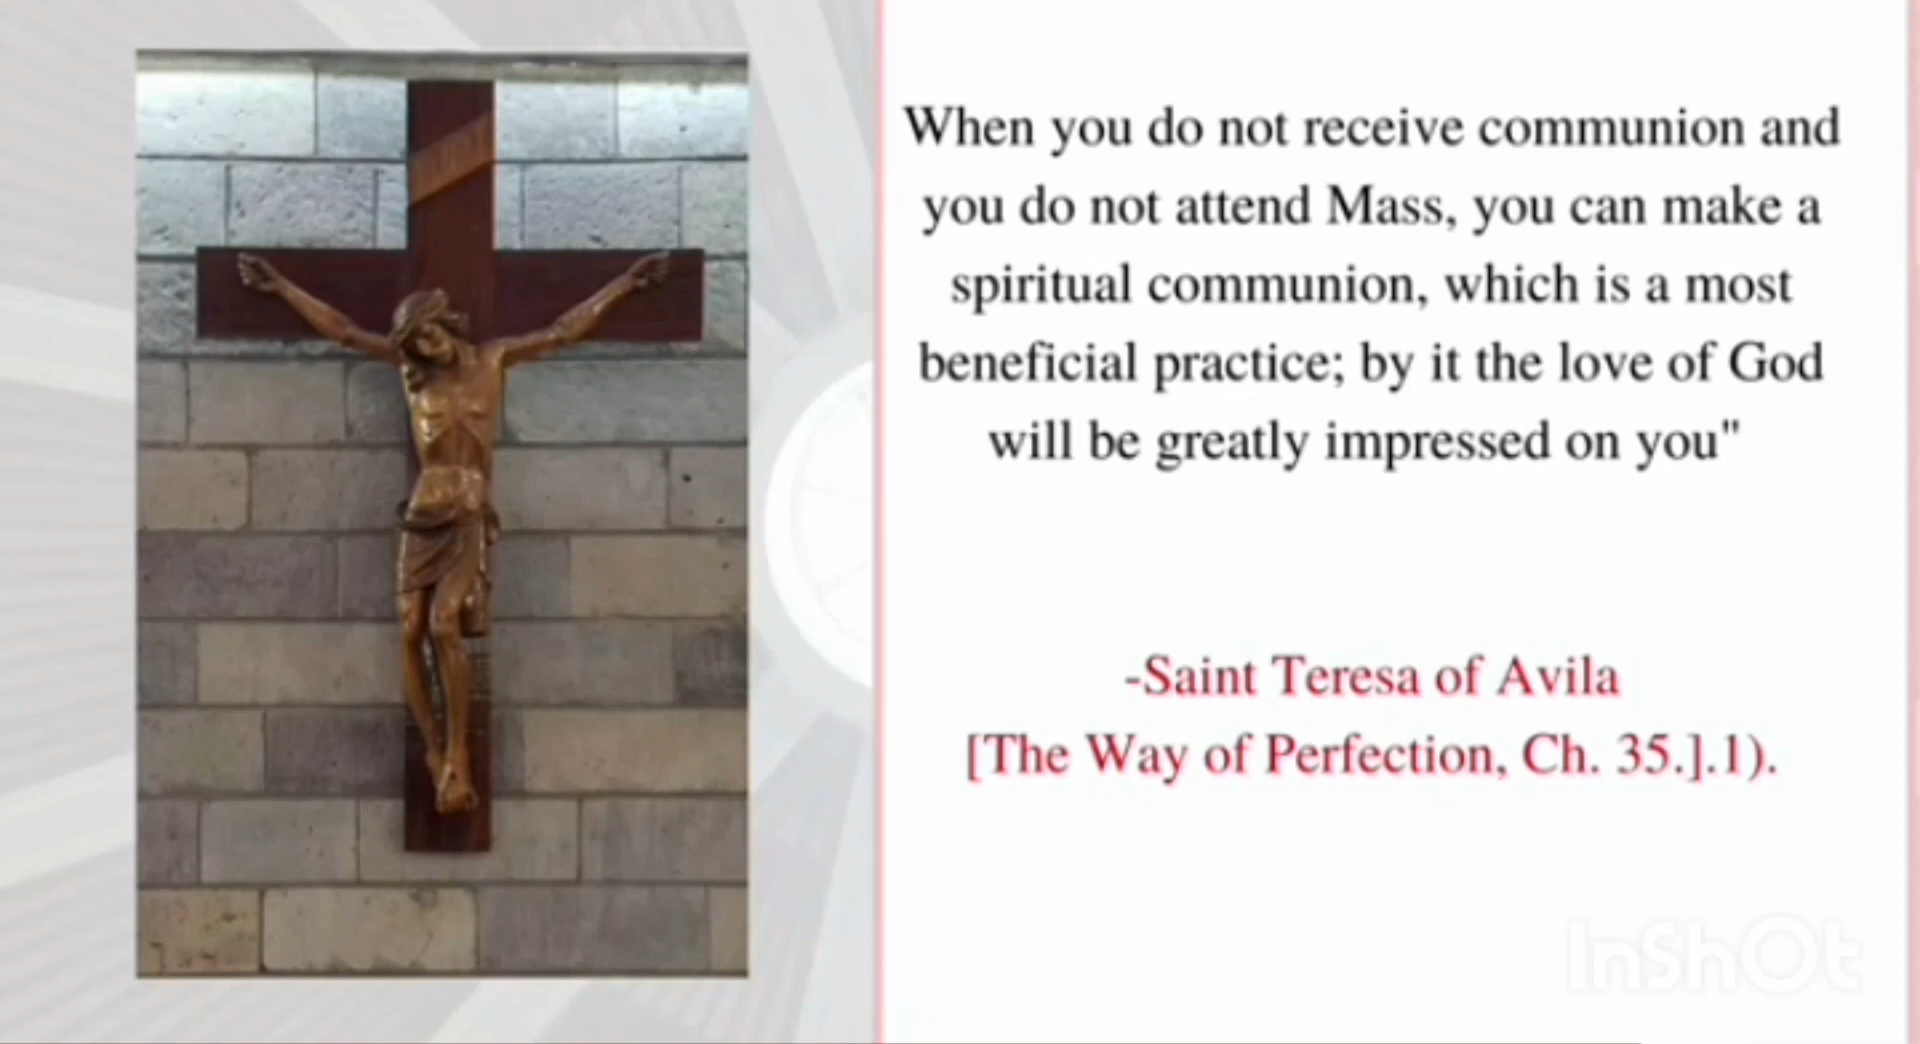 When you do not receive communion and
you do not attend Mass, you can make a
spiritual communion, which is a most
beneficial practice; by it the love of God
will be greatly impressed on you"
-Saint Teresa of Avila
[The Way of Perfection, Ch. 35.].1).
InShOt